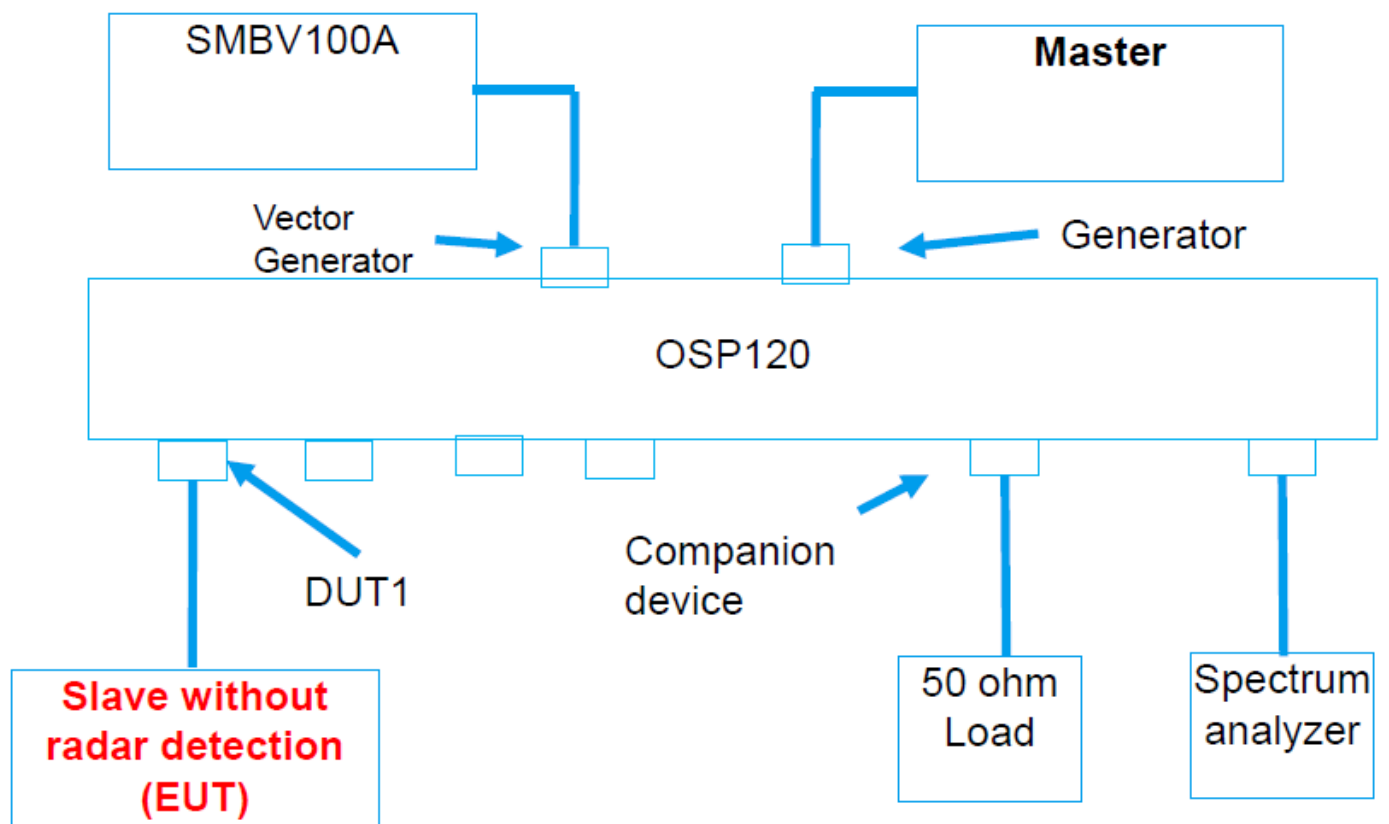 SMBV100A
Master
Vector
Generator
Generator
OSP120
DUT1
Companion
device
Slave without
radar detection
(EUT)
50 ohm
Load
Spectrum
analyzer